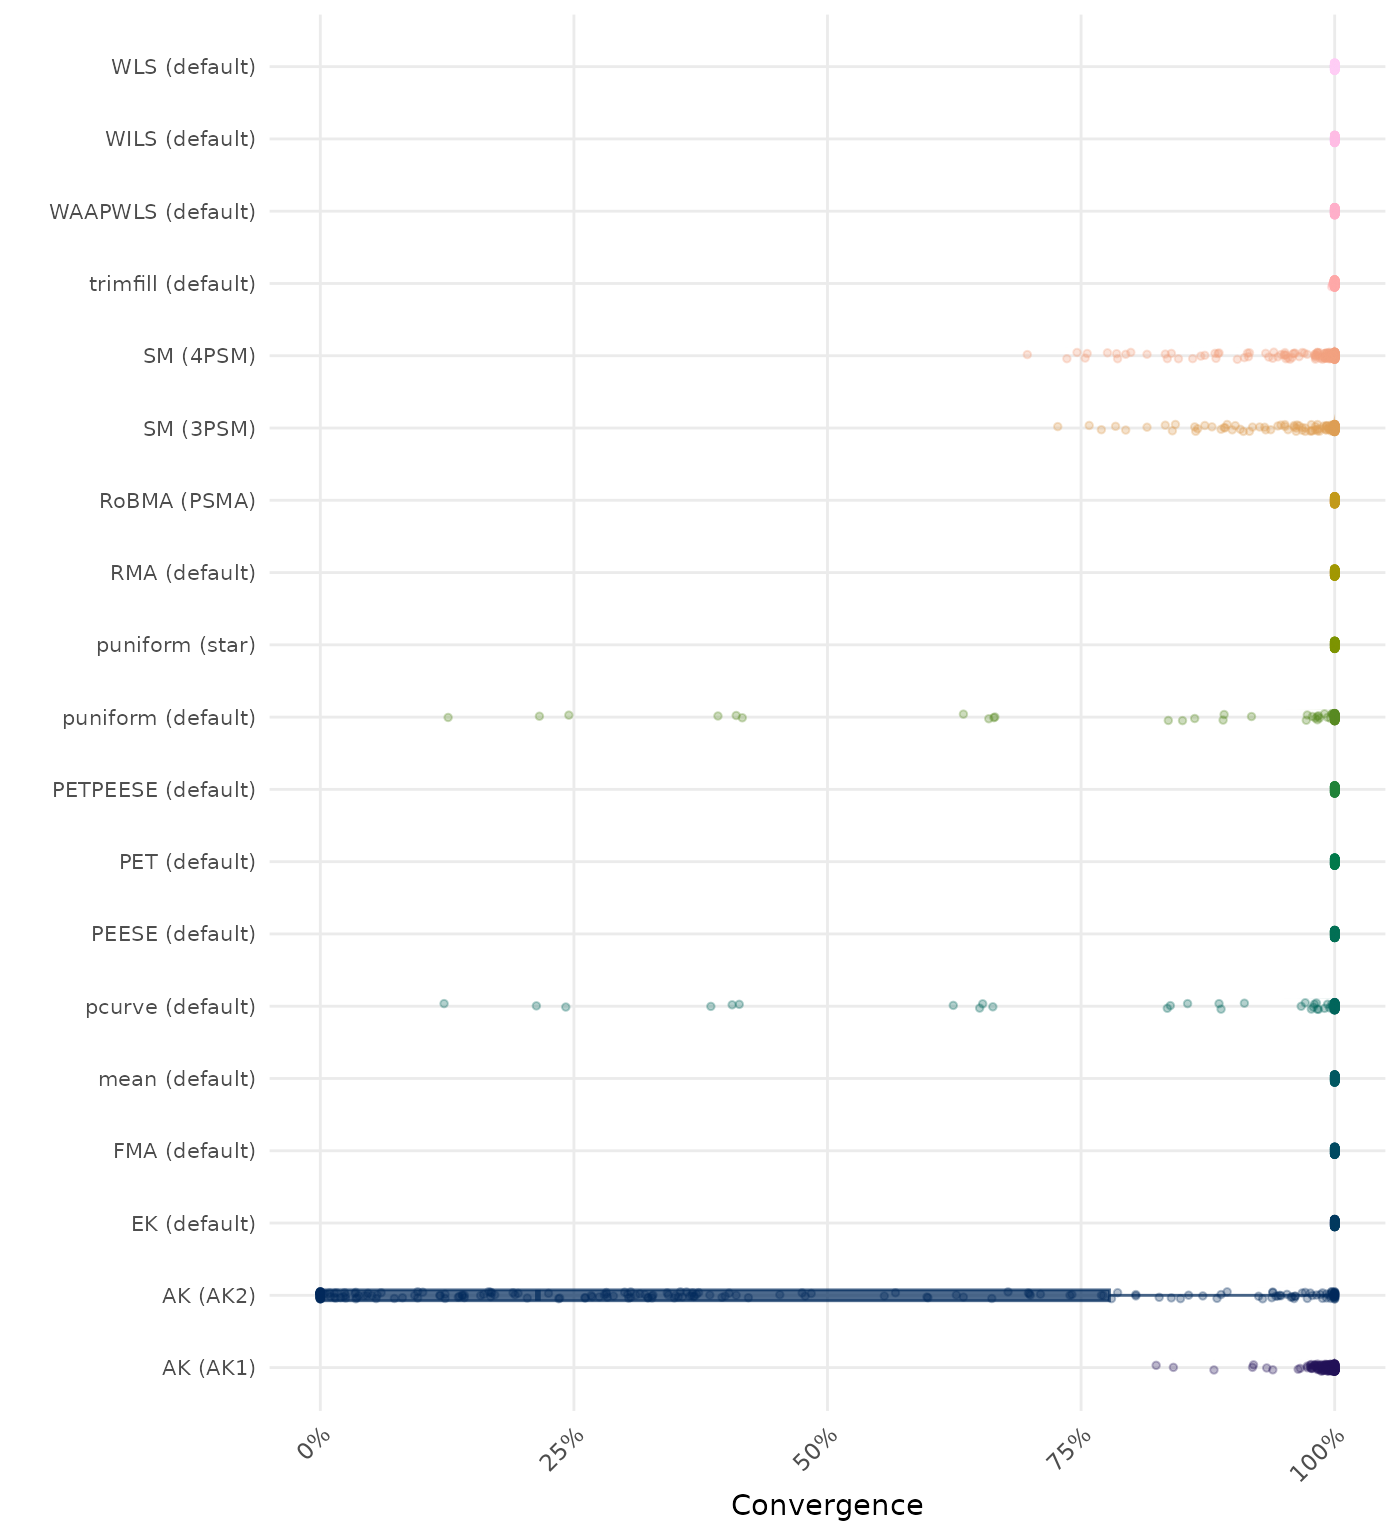 WLS (default)
WILS (default)
WAAPWLS (default)
trimfill (default)
SM (4PSM)
SM (3PSM)
RoBMA (PSMA)
RMA (default)
puniform (star)
puniform (default)
PETPEESE (default)
PET (default)
PEESE (default)
pcurve (default)
mean (default)
FMA (default)
EK (default)
AK (AK2)
AK (AK1)
0% 25% 50% 75% 100%
Convergence